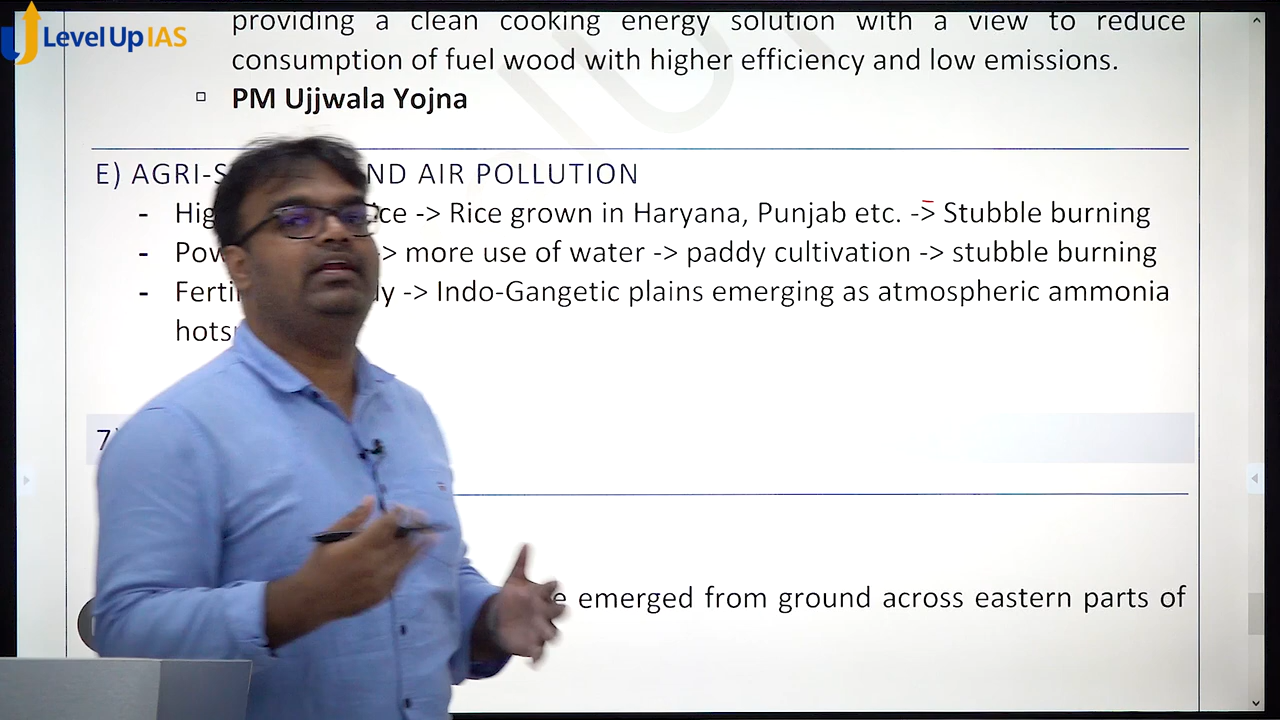 Level Up IAS
providing a clean cooking energy solution with a view to reduce
consumption of fuel wood with higher efficiency and low emissions.
▫ PM Ujjwala Yojna
E) AGRI-S ND AIR POLLUTION
- Hig ce -> Rice grown in Haryana, Punjab etc. -> Stubble burning
- Pow > more use of water -> paddy cultivation -> stubble burning
- Ferti y -> Indo-Gangetic plains emerging as atmospheric ammonia
hots
7
e emerged from ground across eastern parts of